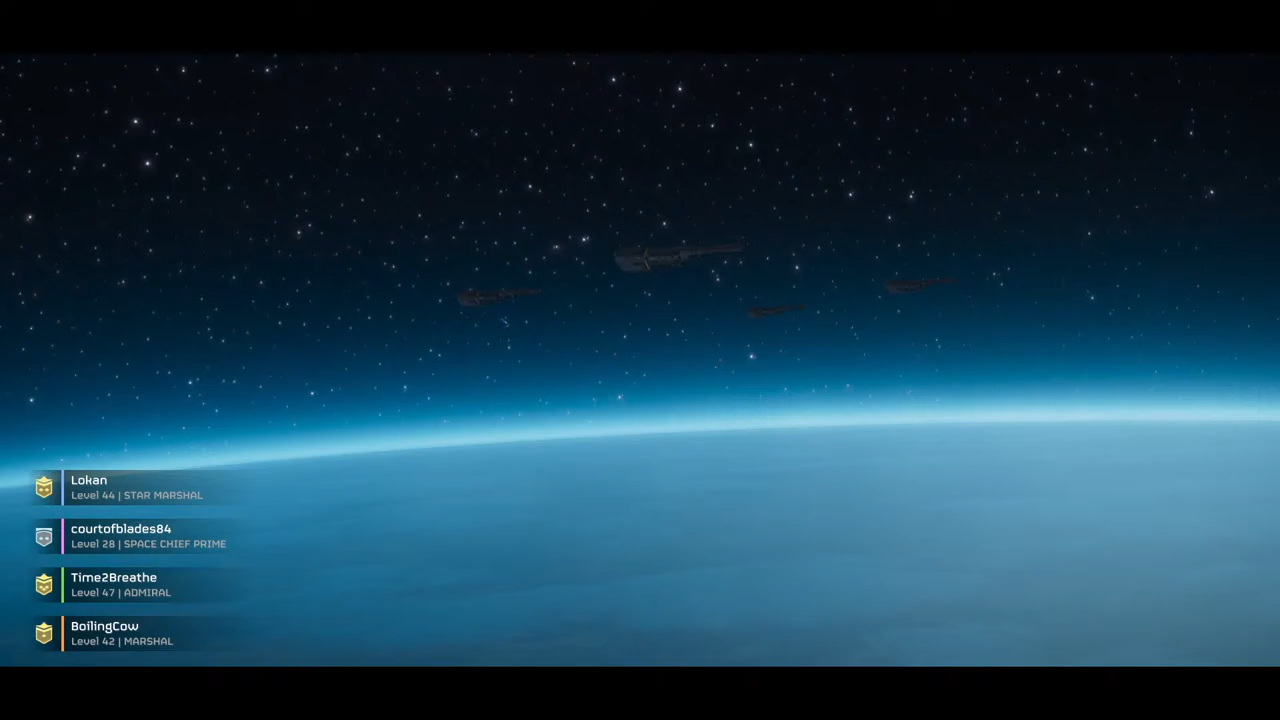 Lokan
Level 44 | STAR MARSHAL
courtofblades84
Level 28 | SPACE CHIEF PRIME
Time2Breathe
Level 47 | ADMIRAL
BoilingCow
Level 42 | MARSHAL